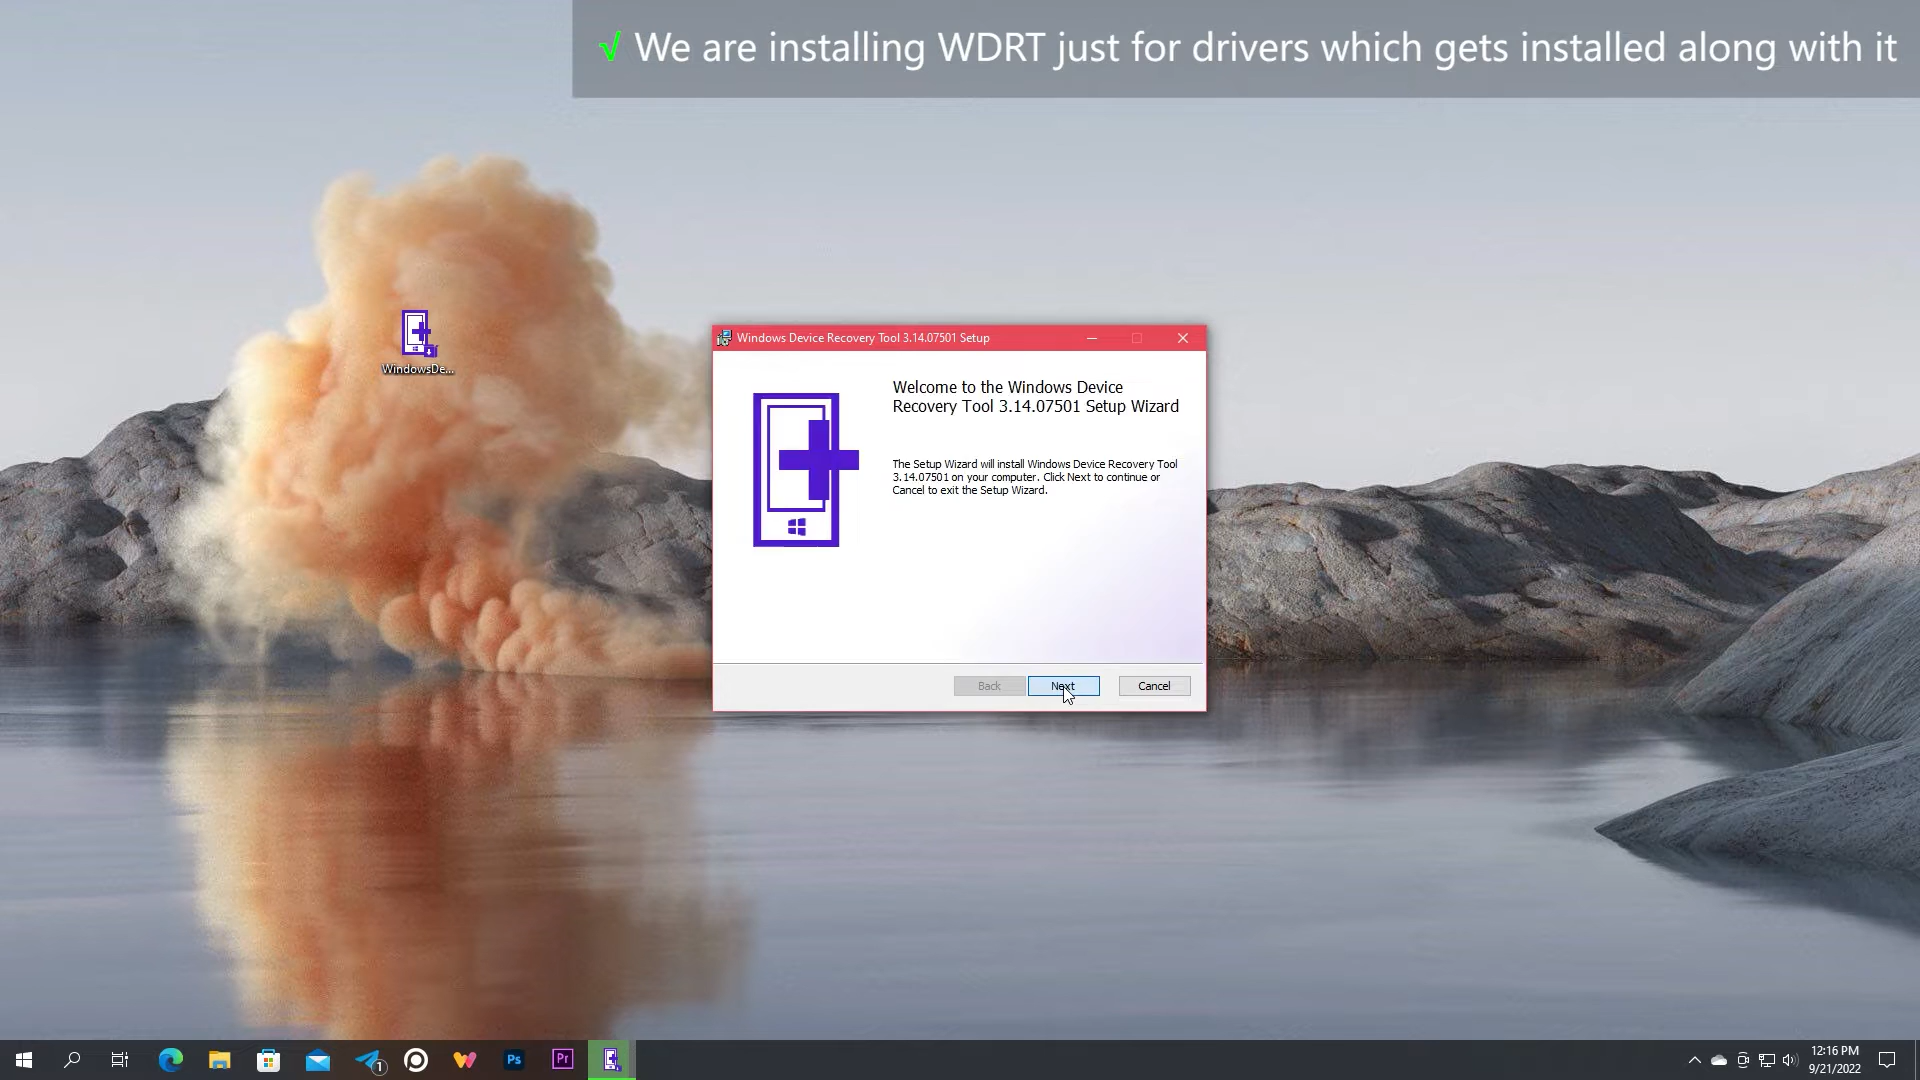 √ We are installing WDRT just for drivers which gets installed along with it
WindowsDe...
Windows Device Recovery Tool 3.14.07501 Setup
Welcome to the Windows Device
Recovery Tool 3.14.07501 Setup Wizard
The Setup Wizard will install Windows Device Recovery Tool
3.14.07501 on your computer. Click Next to continue or
Cancel to exit the Setup Wizard.
Back
Next
Cancel
1
Ps
Pr
12:16 PM
9/21/2022